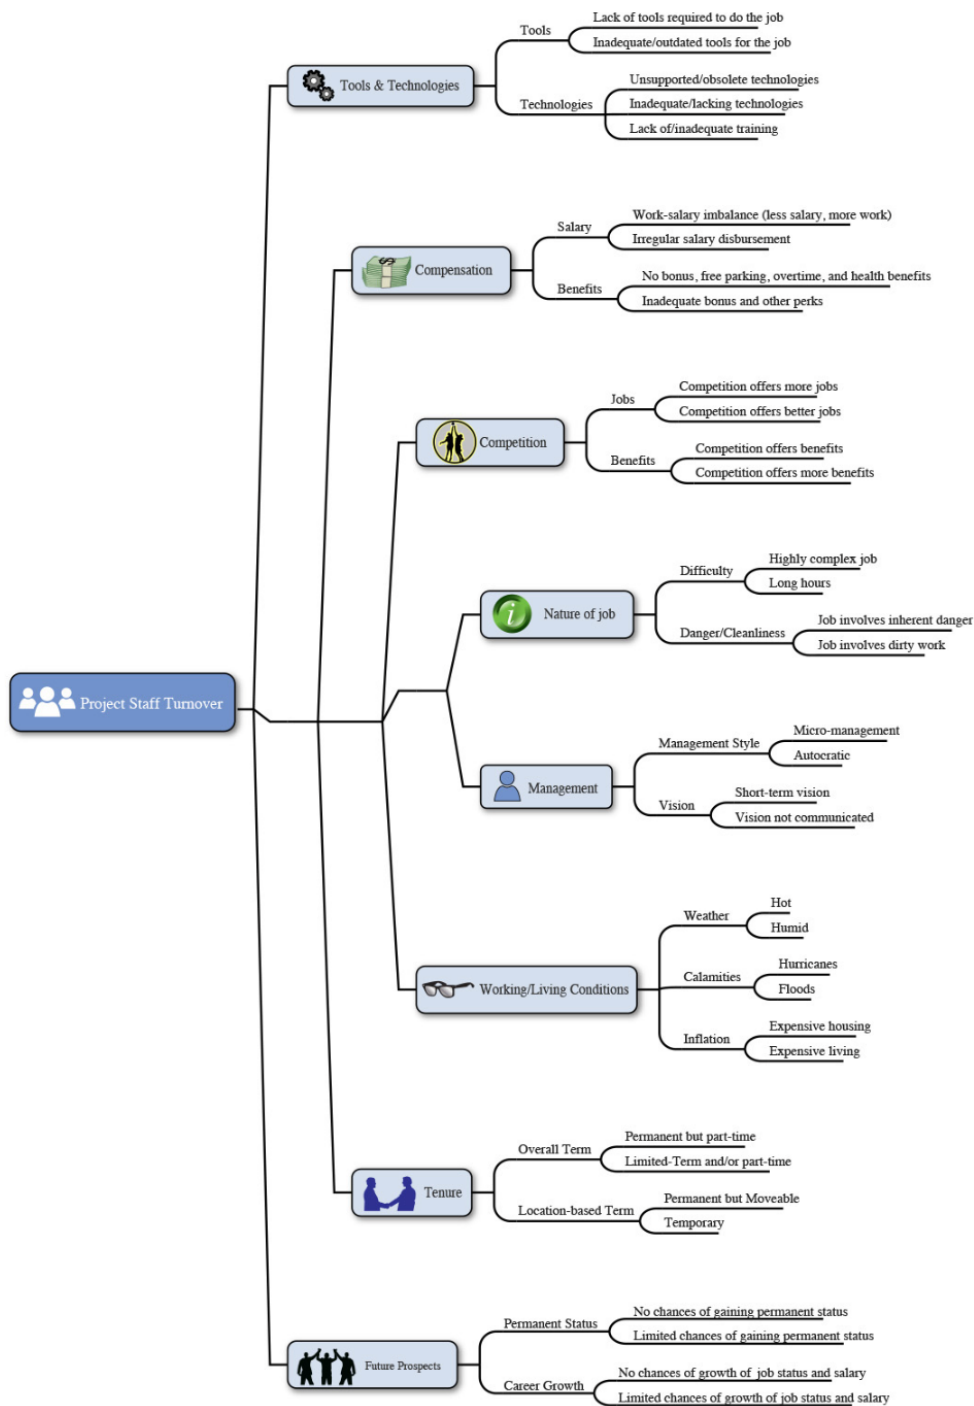 Project Staff Turnover
Tools & Technologies
Tools
Lack of tools required to do the job
Inadequate/outdated tools for the job
Technologies
Unsupported/obsolete technologies
Inadequate/lacking technologies
Lack of/inadequate training
Compensation
Salary
Work-salary imbalance (less salary, more work)
Irregular salary disbursement
Benefits
No bonus, free parking, overtime, and health benefits
Inadequate bonus and other perks
Competition
Jobs
Competition offers more jobs
Competition offers better jobs
Benefits
Competition offers benefits
Competition offers more benefits
Nature of job
Difficulty
Highly complex job
Long hours
Danger/Cleanliness
Job involves inherent danger
Job involves dirty work
Management
Management Style
Micro-management
Autocratic
Vision
Short-term vision
Vision not communicated
Working/Living Conditions
Weather
Hot
Humid
Calamities
Hurricanes
Floods
Inflation
Expensive housing
Expensive living
Tenure
Overall Term
Permanent but part-time
Limited-Term and/or part-time
Location-based Term
Permanent but Moveable
Temporary
Future Prospects
Permanent Status
No chances of gaining permanent status
Limited chances of gaining permanent status
Career Growth
No chances of growth of job status and salary
Limited chances of growth of job status and salary